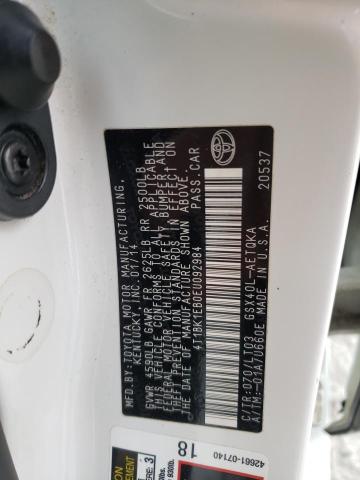 MFD. BY:
TOYOTA MOTOR MANUFACTURING,
KENTUCKY, INC. 01/14
GVWR 4590LB GAWR FR. 2625LB RR 2500LB
THIS VEHICLE CONFORMS TO ALL APPLICABLE
FEDERAL MOTOR VEHICLE SAFETY, BUMPER, AND
THEFT PREVENTION STANDARDS IN EFFECT ON
THE DATE OF MANUFACTURE SHOWN ABOVE.
4T1BK1EB0EU092984 PASS.CAR
C/TR:070/LT03 GSX40L-AETGKA
A/TM:-01A/U660E MADE IN U.S.A.
20537
TOYOTA
42661-07140
18